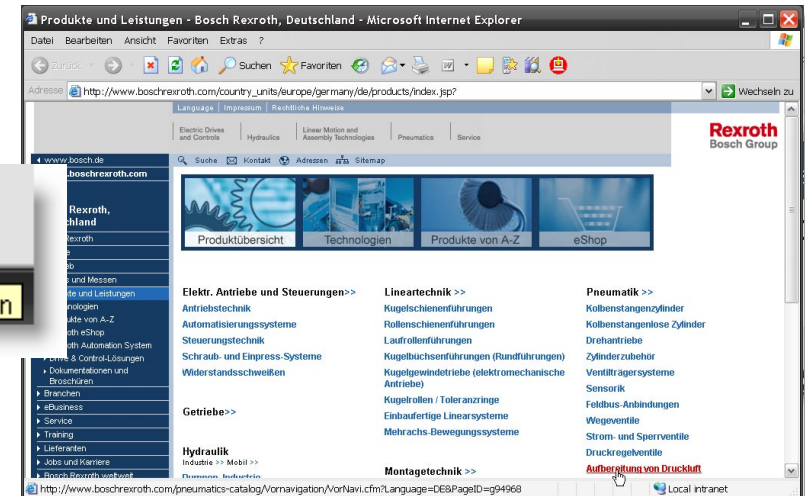 Produkte und Leistungen - Bosch Rexroth, Deutschland - Microsoft Internet Explorer
Datei Bearbeiten Ansicht Favoriten Extras ?
Zurück Suchen Favoriten
Adresse http://www.boschrexroth.com/country_units/europe/germany/de/products/index.jsp? Wechseln zu
Language | Impressum | Rechtliche Hinweise
Electric Drives and Controls | Hydraulics | Linear Motion and Assembly Technologies | Pneumatics | Service
Rexroth
Bosch Group
www.bosch.de
Suche Kontakt Adressen Sitemap
.boschrexroth.com
Rexroth,
Produktübersicht Technologien Produkte von A-Z eShop
n
und Messen
te und Leistungen
kte von A-Z
oth eShop
oth Automation System
Drive & Control-Lösungen
Dokumentationen und
Broschüren
Branchen
eBusiness
Service
Training
Lieferanten
Jobs und Karriere
Bosch Rexroth weltweit
Elektr. Antriebe und Steuerungen>>
Antriebstechnik
Automatisierungssysteme
Steuerungstechnik
Schraub- und Einpress-Systeme
Widerstandsschweißen
Getriebe>>
Hydraulik
Industrie >> Mobil >>
Pumpen, Industrie
Lineartechnik >>
Kugelschienenführungen
Rollenschienenführungen
Laufrollenführungen
Kugelbüchsenführungen (Rundführungen)
Kugelgewindetriebe (elektromechanische
Antriebe)
Kugelrollen / Toleranzringe
Einbaufertige Linearsysteme
Mehrachs-Bewegungssysteme
Montagetechnik >>
Pneumatik >>
Kolbenstangenzylinder
Kolbenstangenlose Zylinder
Drehantriebe
Zylinderzubehör
Ventilträgersysteme
Sensorik
Feldbus-Anbindungen
Wegeventile
Strom- und Sperrventile
Druckregelventile
Aufbereitung von Druckluft
http://www.boschrexroth.com/pneumatics-catalog/Vornavigation/VorNavi.cfm?Language=DE&PageID=g94968 Local intranet